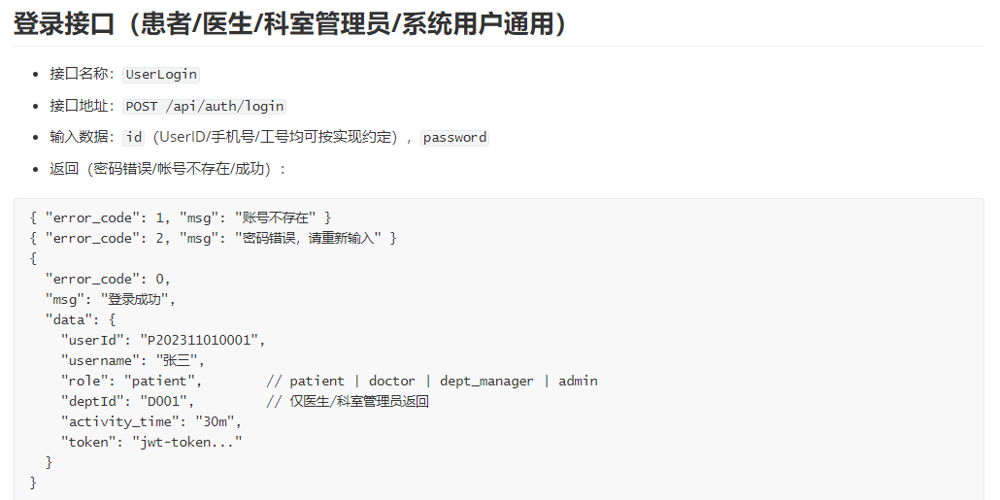 登录接口（患者/医生/科室管理员/系统用户通用）
• 接口名称：UserLogin
• 接口地址：POST /api/auth/login
• 输入数据：id（UserID/手机号/工号均可按实现约定），password
• 返回（密码错误/帐号不存在/成功）：
{ "error_code": 1, "msg": "账号不存在" }
{ "error_code": 2, "msg": "密码错误，请重新输入" }
{
  "error_code": 0,
  "msg": "登录成功",
  "data": {
    "userId": "P202311010001",
    "username": "张三",
    "role": "patient",        // patient | doctor | dept_manager | admin
    "deptId": "D001",         // 仅医生/科室管理员返回
    "activity_time": "30m",
    "token": "jwt-token..."
  }
}